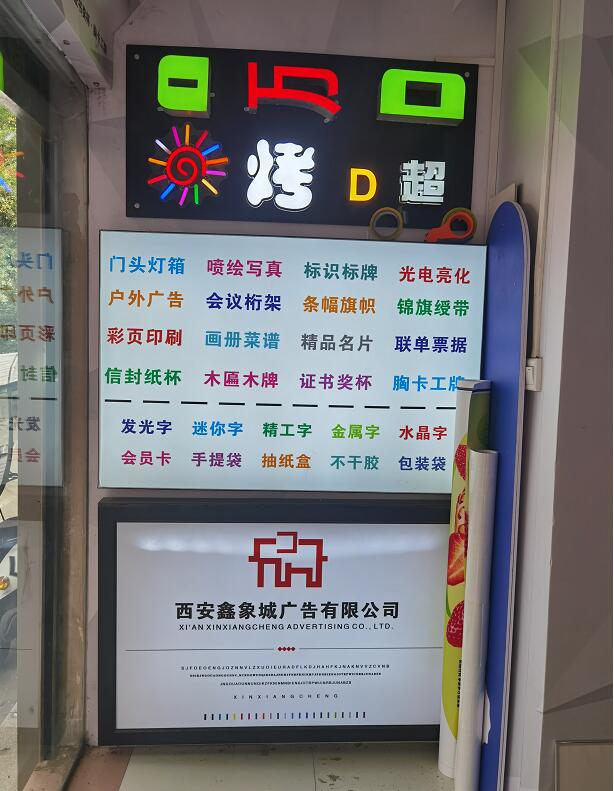 烤 D 超
门头灯箱 喷绘写真 标识标牌 光电亮化
户外广告 会议桁架 条幅旗帜 锦旗绶带
彩页印刷 画册菜谱 精品名片 联单票据
信封纸杯 木匾木牌 证书奖杯 胸卡工牌
发光字 迷你字 精工字 金属字 水晶字
会员卡 手提袋 抽纸盒 不干胶 包装袋
西安鑫象城广告有限公司
XI'AN XINXIANGCHENG ADVERTISING CO., LTD.
XINXIANGCHENG